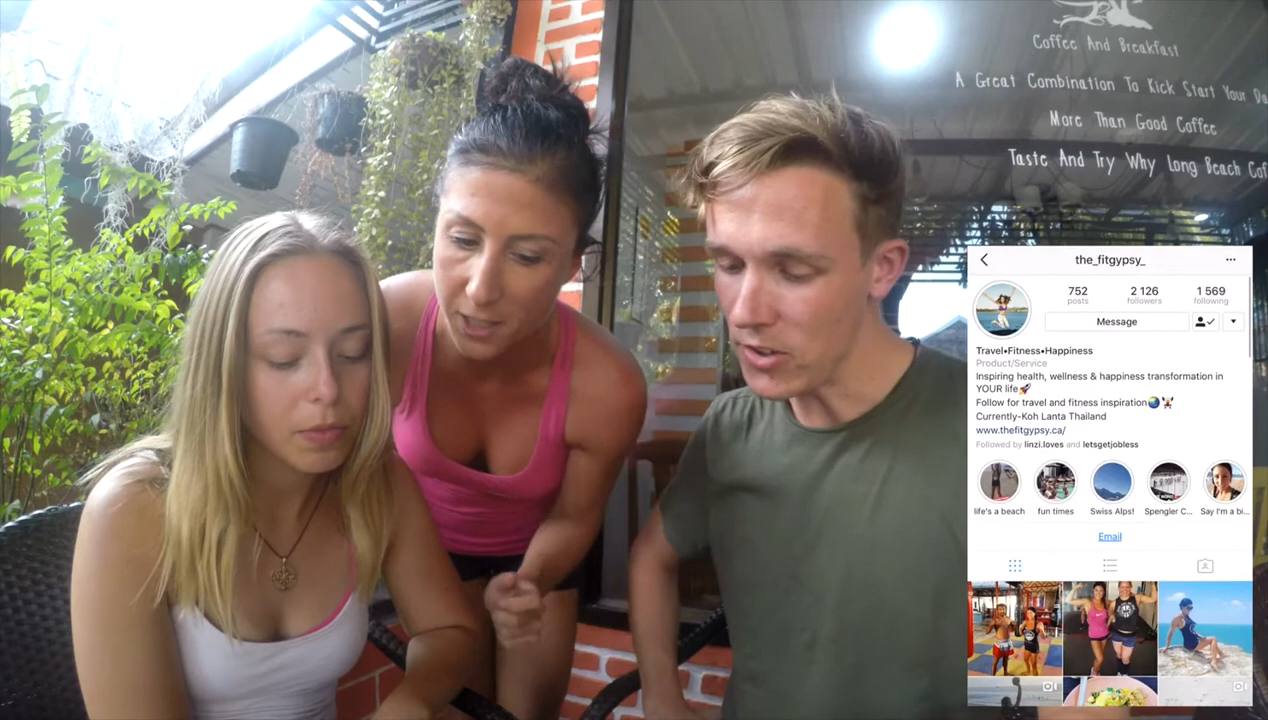 Coffee And Breakfast
A Great Combination To Kick Start Your Da
More Than Good Coffee
Taste And Try Why Long Beach Cof
the_fitgypsy_
752 2 126 1 569
posts followers following
Message
Travel•Fitness•Happiness
Product/Service
Inspiring health, wellness & happiness transformation in
YOUR life🚀
Follow for travel and fitness inspiration🌏🏋
Currently-Koh Lanta Thailand
www.thefitgypsy.ca/
Followed by linzi.loves and letsgetjobless
life's a beach fun times Swiss Alps! Spengler C... Say I'm a bi...
Email